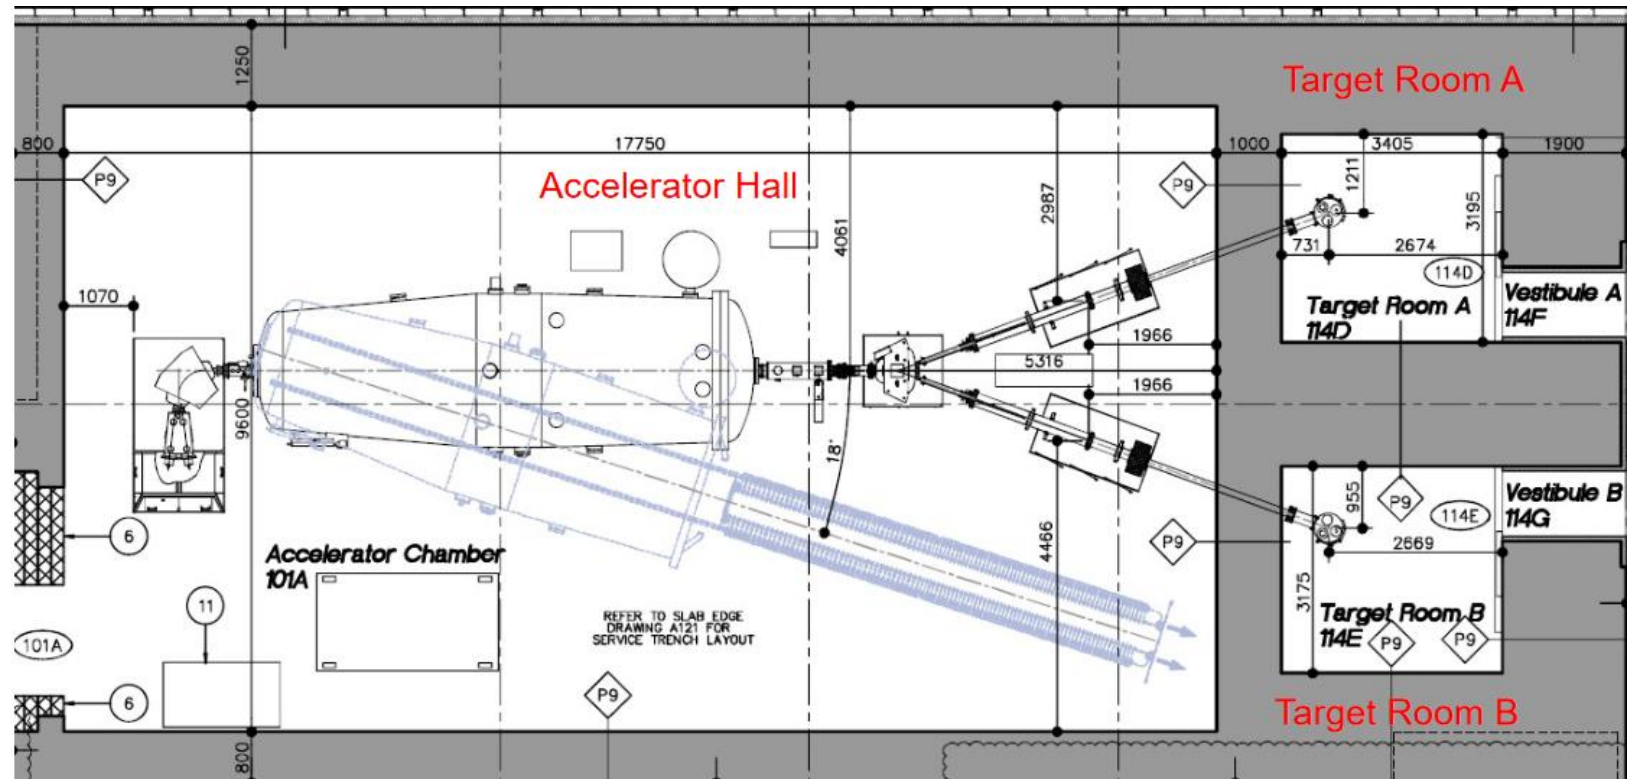 1250
Target Room A
800
17750
1000
3405
1900
P9
Accelerator Hall
P9
1211
2987
3195
4061
731
2674
114D
1070
Target Room A
114D
Vestibule A
114F
1966
5316
1966
9600
18°
955
P9
114E
Vestibule B
114G
6
P9
2669
4466
Accelerator Chamber
101A
11
3175
REFER TO SLAB EDGE
DRAWING A121 FOR
SERVICE TRENCH LAYOUT
Target Room B
114E
P9
P9
101A
6
P9
Target Room B
800